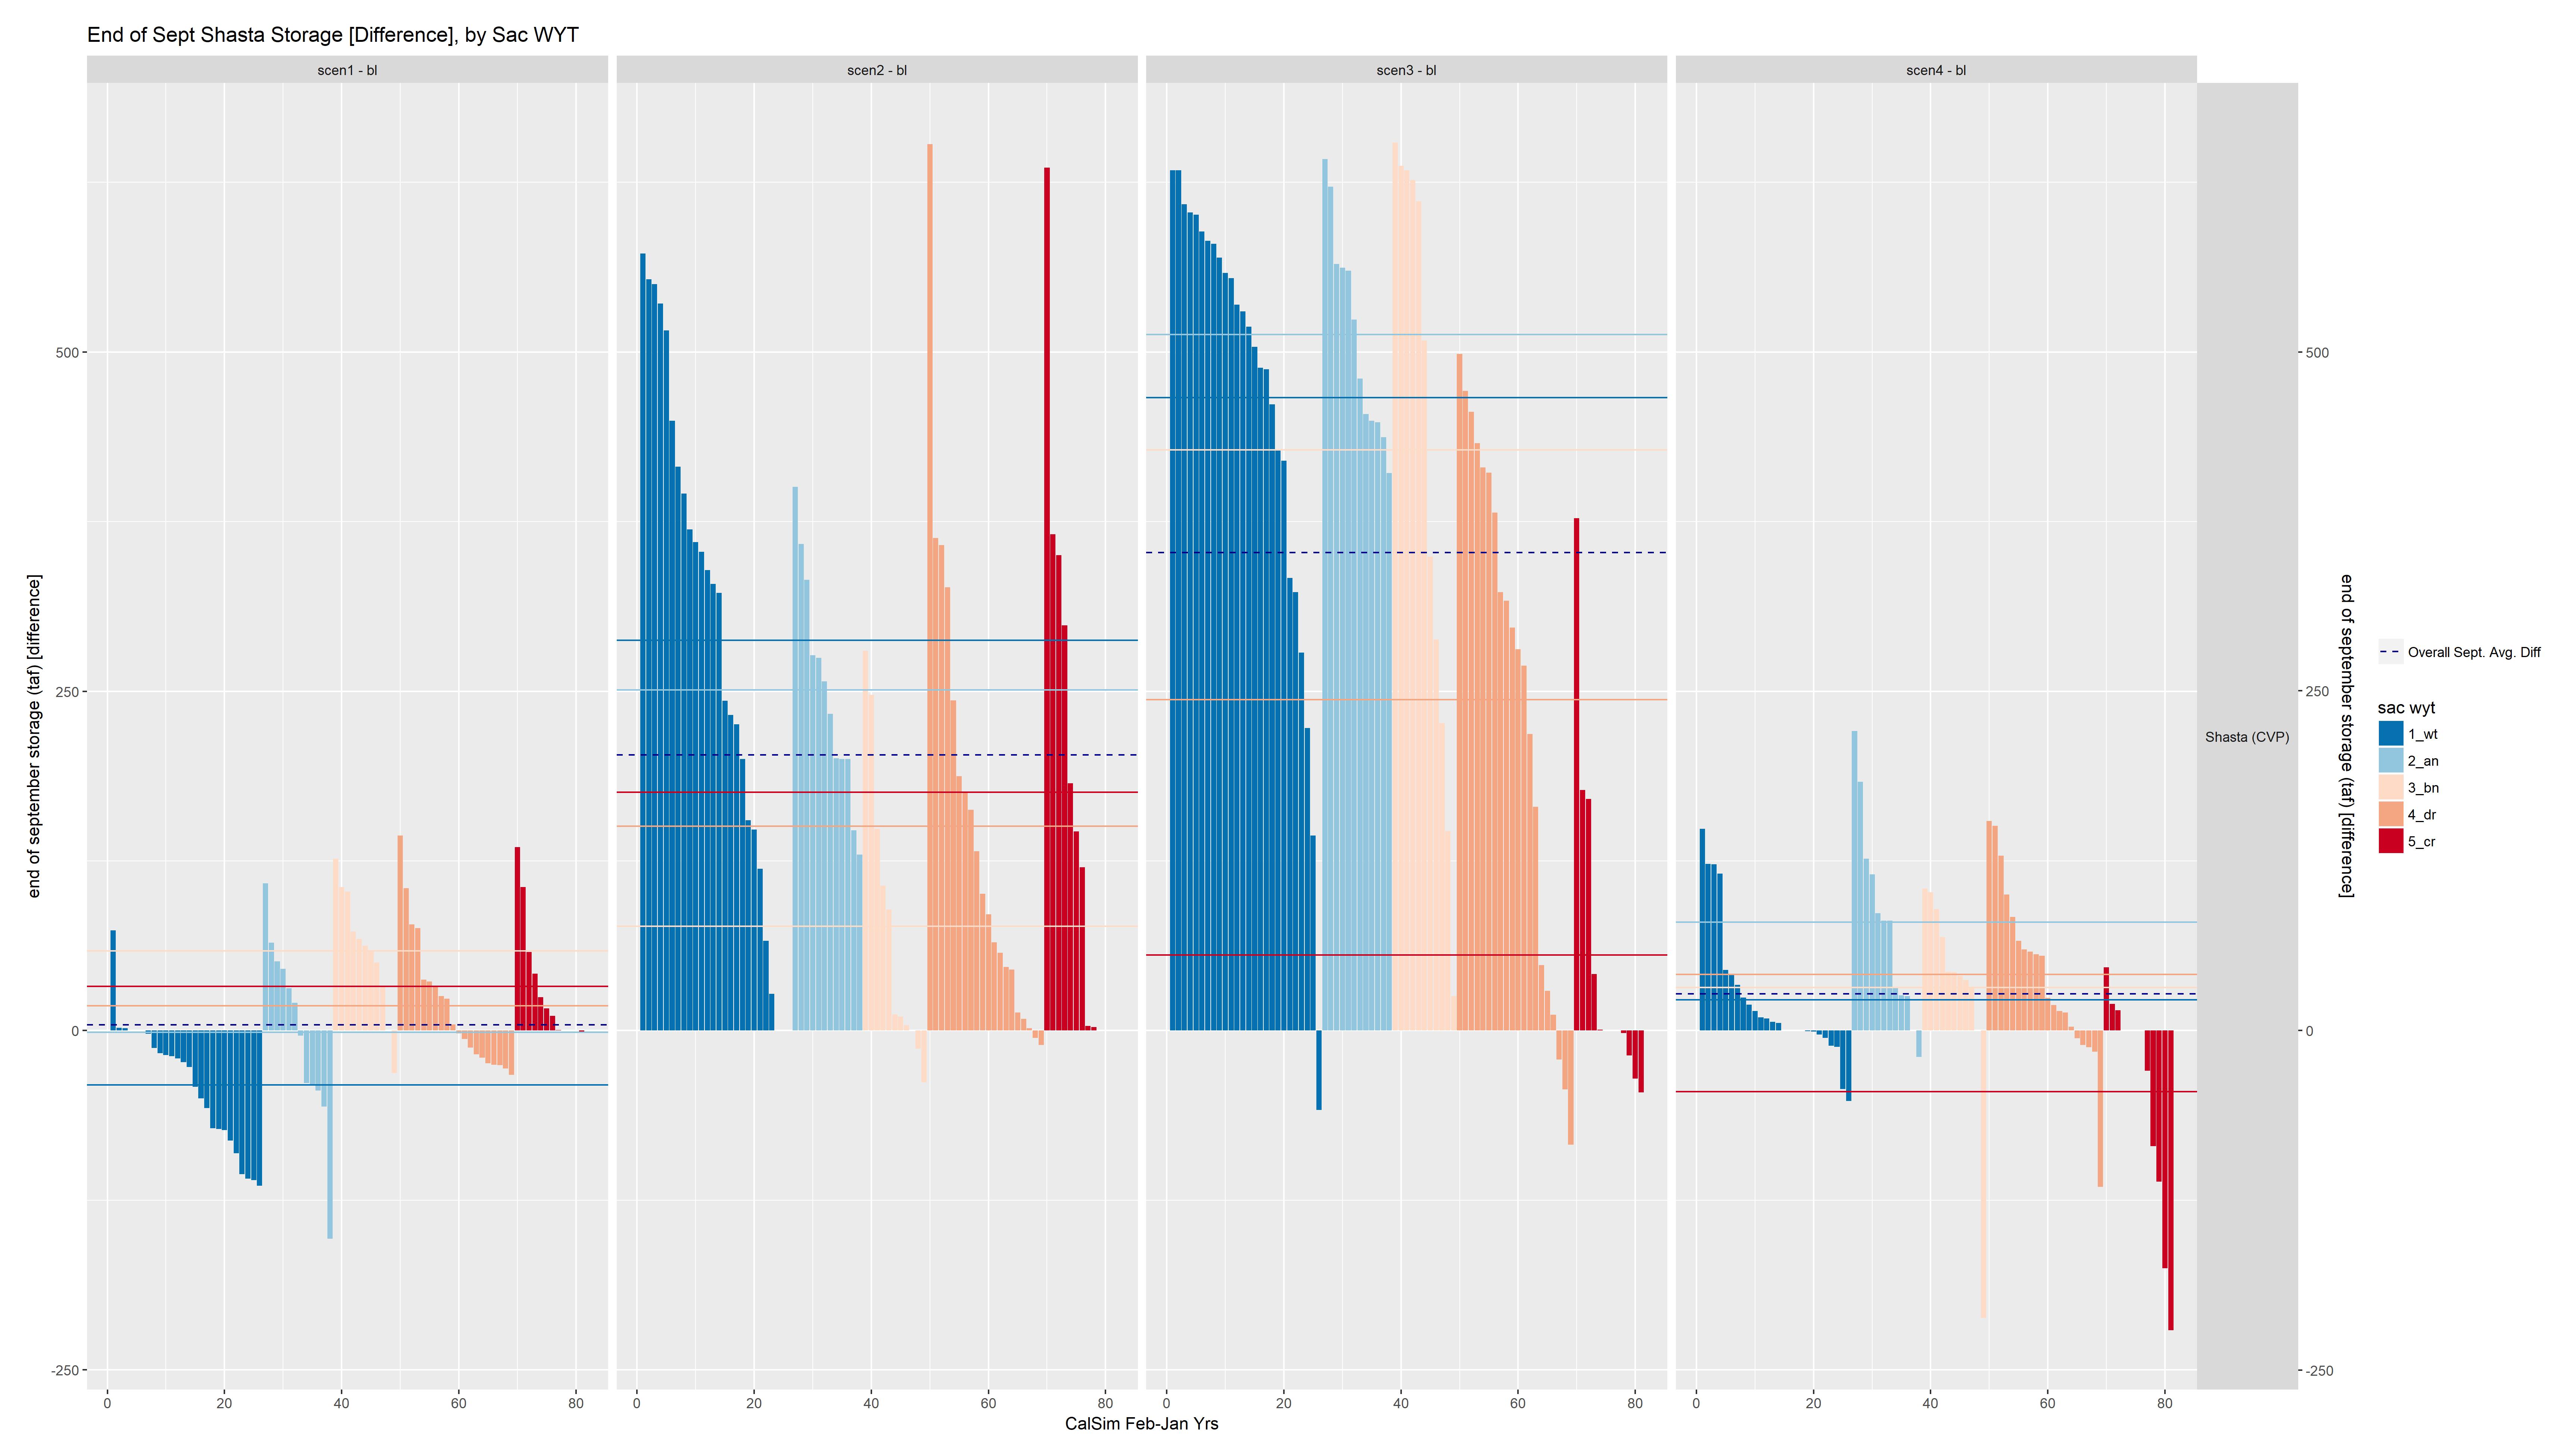 End of Sept Shasta Storage [Difference], by Sac WYT
scen1 - bl
scen2 - bl
scen3 - bl
scen4 - bl
end of september storage (taf) [difference]
500
250
0
-250
0 20 40 60 80
0 20 40 60 80
0 20 40 60 80
0 20 40 60 80
CalSim Feb-Jan Yrs
Shasta (CVP)
500
250
0
-250
end of september storage (taf) [difference]
Overall Sept. Avg. Diff
sac wyt
1_wt
2_an
3_bn
4_dr
5_cr